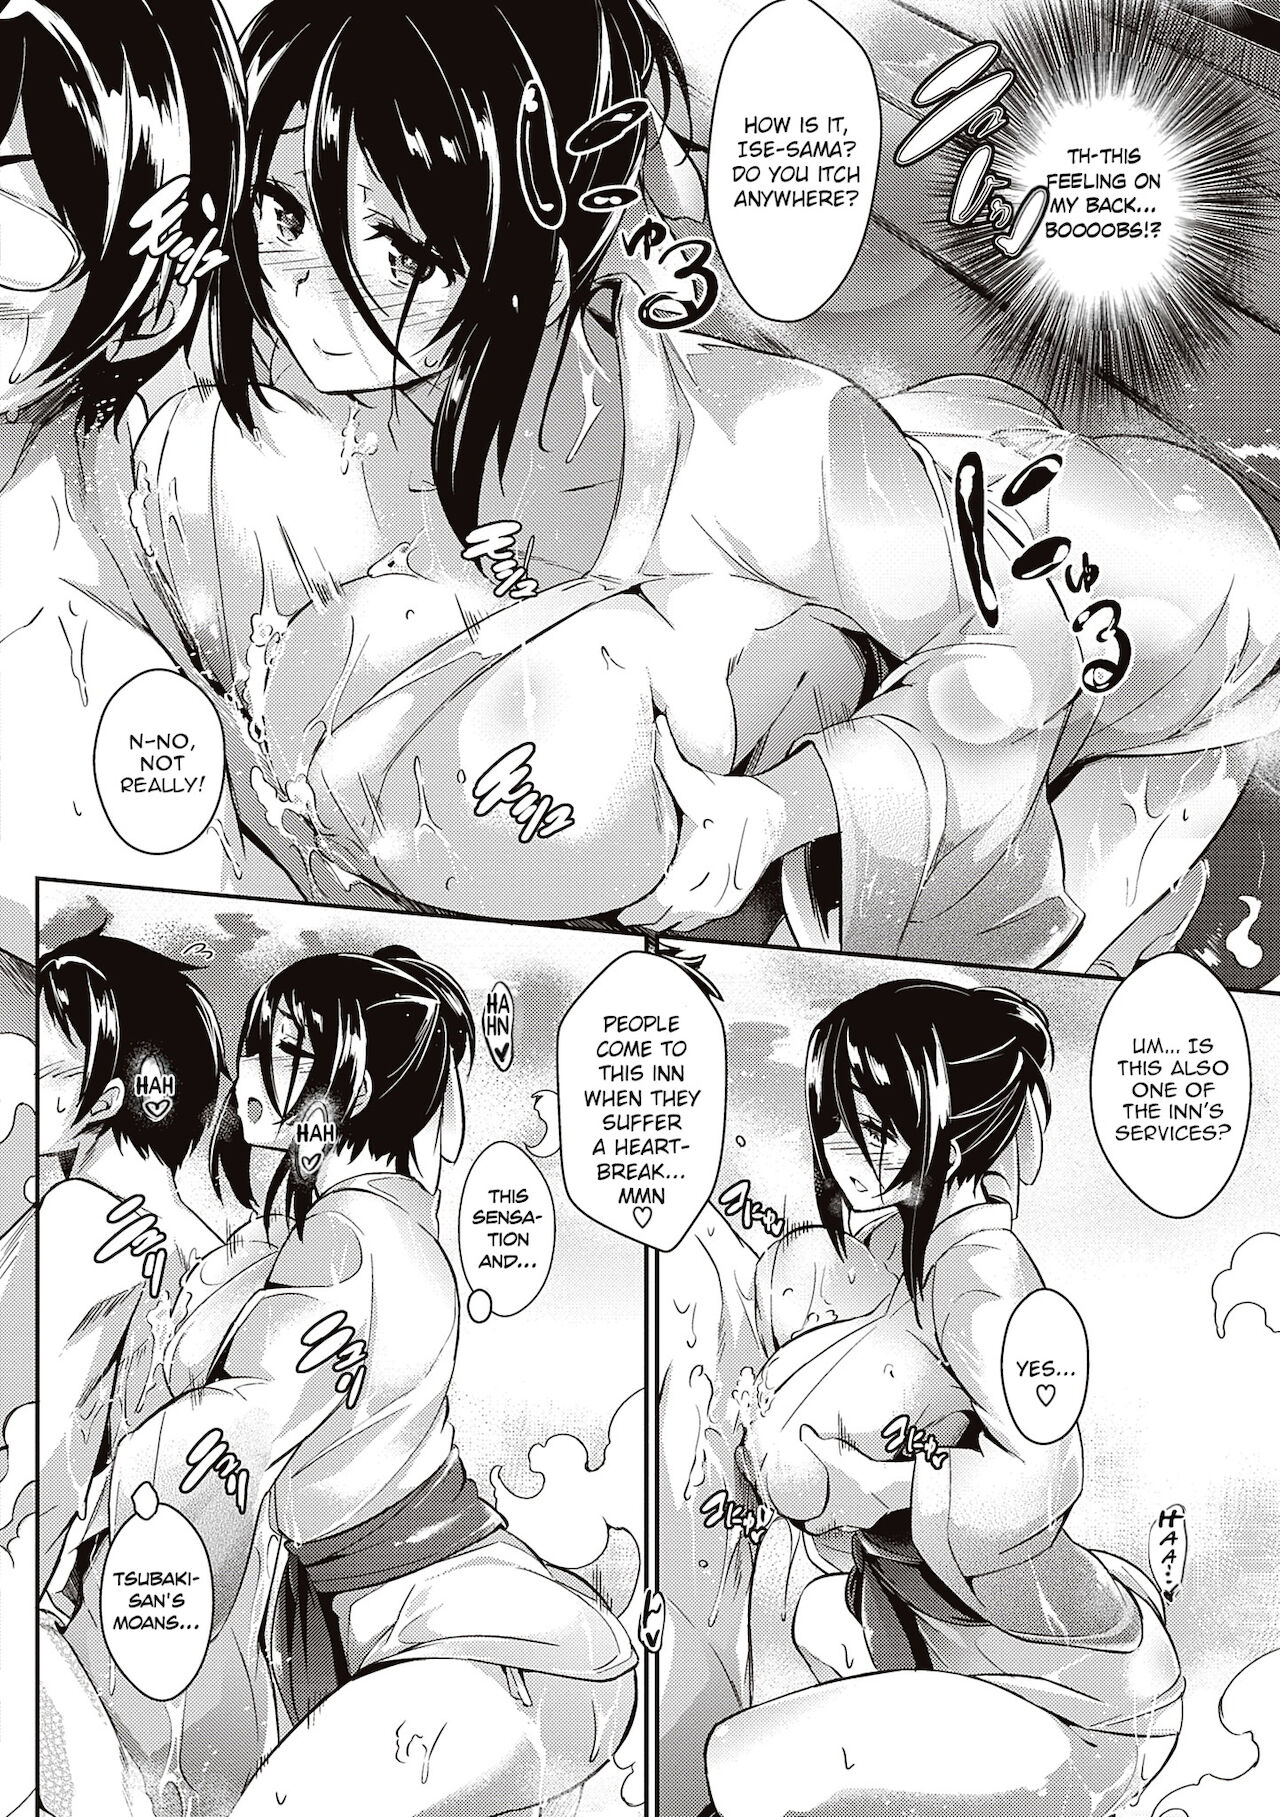 TH-THIS
FEELING ON
MY BACK...
BOOOOBS!?
HOW IS IT,
ISE-SAMA?
DO YOU ITCH
ANYWHERE?
N-NO,
NOT
REALLY!
UM... IS
THIS ALSO
ONE OF
THE INN'S
SERVICES?
YES...
♡
PEOPLE
COME TO
THIS INN
WHEN THEY
SUFFER
A HEART-
BREAK...
MMN
♡
HAA...
HA
HN
♥
HAH
♡
HAH
♡
THIS
SENSA-
TION
AND...
TSUBAKI-
SAN'S
MOANS...